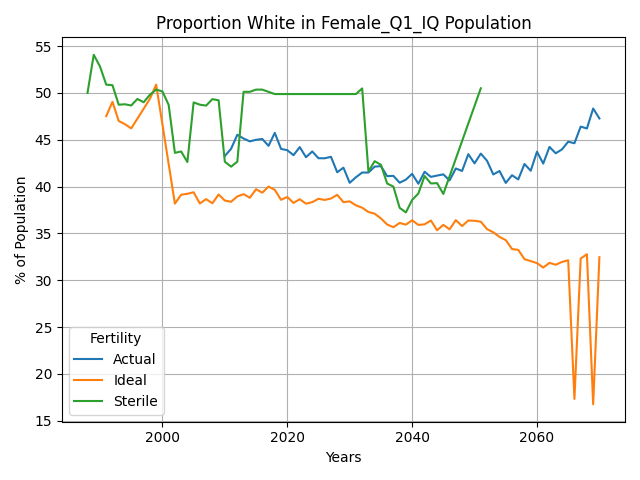 Proportion White in Female_Q1_IQ Population
% of Population
55
50
45
40
35
30
25
20
15
Fertility
Actual
Ideal
Sterile
2000
2020
2040
2060
Years